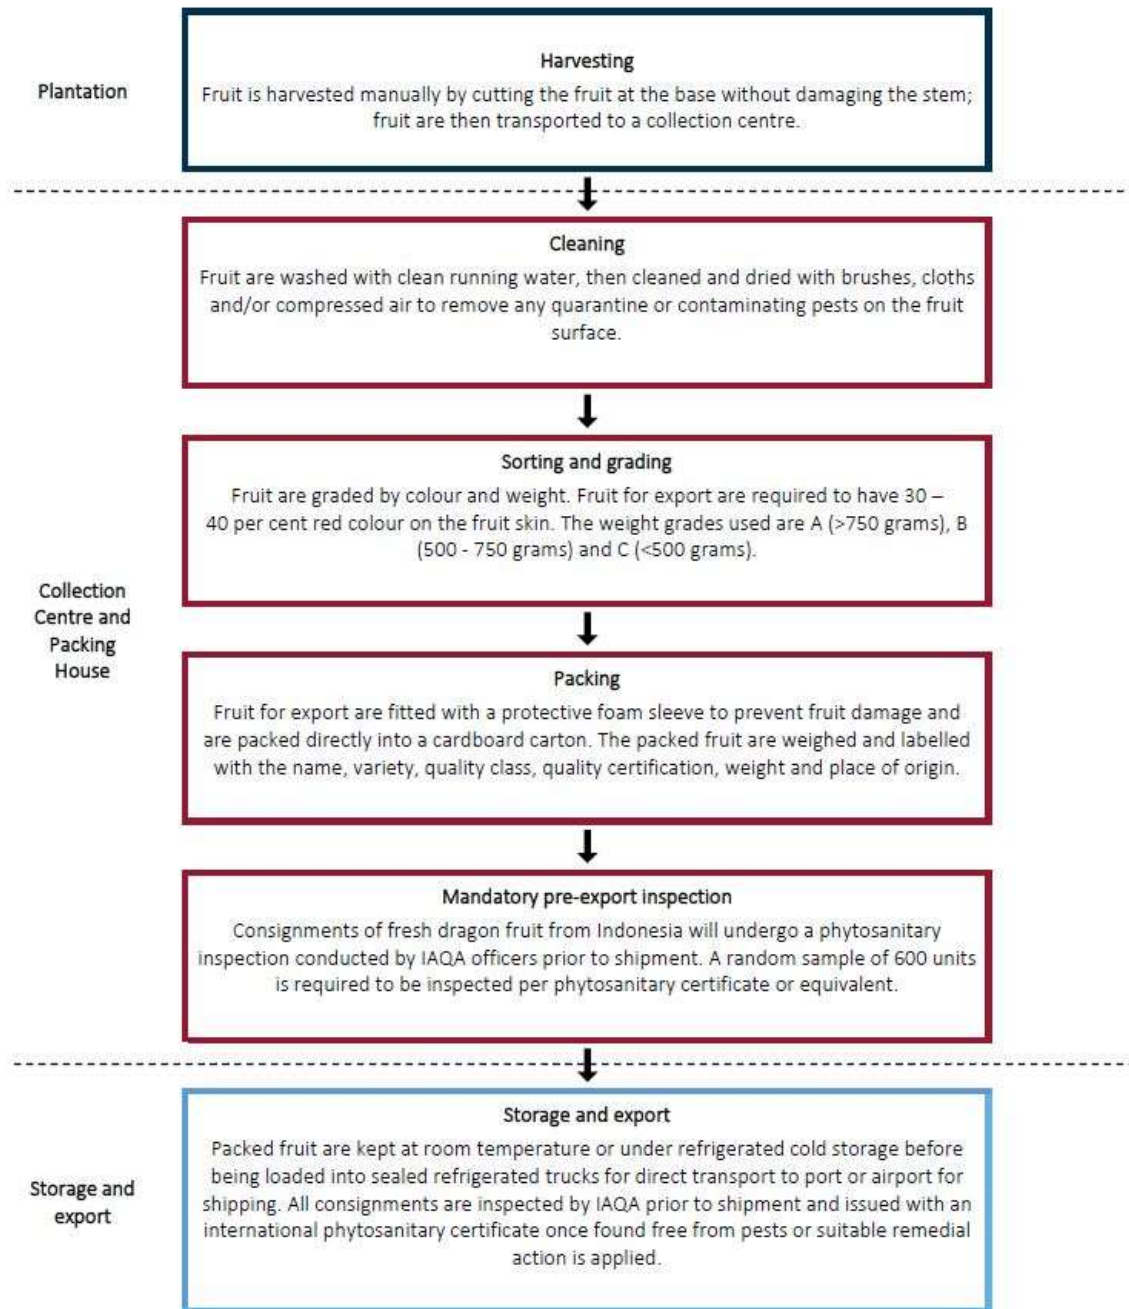 Plantation
Harvesting
Fruit is harvested manually by cutting the fruit at the base without damaging the stem;
fruit are then transported to a collection centre.
Collection
Centre and
Packing
House
Cleaning
Fruit are washed with clean running water, then cleaned and dried with brushes, cloths
and/or compressed air to remove any quarantine or contaminating pests on the fruit
surface.
Sorting and grading
Fruit are graded by colour and weight. Fruit for export are required to have 30 –
40 per cent red colour on the fruit skin. The weight grades used are A (>750 grams), B
(500 - 750 grams) and C (<500 grams).
Packing
Fruit for export are fitted with a protective foam sleeve to prevent fruit damage and
are packed directly into a cardboard carton. The packed fruit are weighed and labelled
with the name, variety, quality class, quality certification, weight and place of origin.
Mandatory pre-export inspection
Consignments of fresh dragon fruit from Indonesia will undergo a phytosanitary
inspection conducted by IAQA officers prior to shipment. A random sample of 600 units
is required to be inspected per phytosanitary certificate or equivalent.
Storage and
export
Storage and export
Packed fruit are kept at room temperature or under refrigerated cold storage before
being loaded into sealed refrigerated trucks for direct transport to port or airport for
shipping. All consignments are inspected by IAQA prior to shipment and issued with an
international phytosanitary certificate once found free from pests or suitable remedial
action is applied.